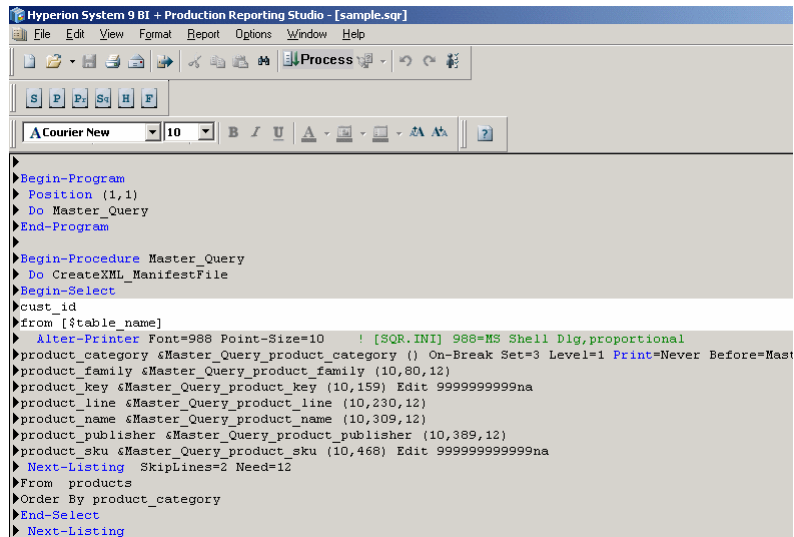 Hyperion System 9 BI + Production Reporting Studio - [sample.sqr]
File Edit View Format Report Options Window Help
Process
S P Pr Sq H F
A Courier New 10 B I U A A A ?
Begin-Program
Position (1,1)
Do Master_Query
End-Program
Begin-Procedure Master_Query
Do CreateXML_ManifestFile
Begin-Select
cust_id
from [$table_name]
Alter-Printer Font=988 Point-Size=10 ! [SQR.INI] 988=MS Shell Dlg,proportional
product_category &Master_Query_product_category () On-Break Set=3 Level=1 Print=Never Before=Mast
product_family &Master_Query_product_family (10,80,12)
product_key &Master_Query_product_key (10,159) Edit 9999999999na
product_line &Master_Query_product_line (10,230,12)
product_name &Master_Query_product_name (10,309,12)
product_publisher &Master_Query_product_publisher (10,389,12)
product_sku &Master_Query_product_sku (10,468) Edit 999999999999na
Next-Listing SkipLines=2 Need=12
From products
Order By product_category
End-Select
Next-Listing